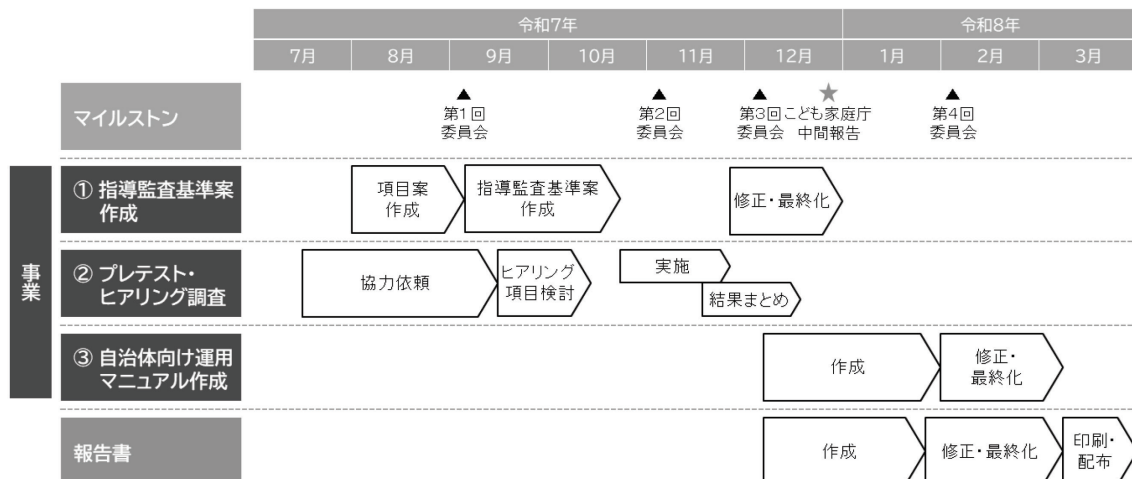 令和7年
令和8年
7月
8月
9月
10月
11月
12月
1月
2月
3月
マイルストン
第1回
委員会
第2回
委員会
第3回
委員会
こども家庭庁
中間報告
第4回
委員会
事業
① 指導監査基準案
作成
項目案
作成
指導監査基準案
作成
修正・最終化
② プレテスト・
ヒアリング調査
協力依頼
ヒアリング
項目検討
実施
結果まとめ
③ 自治体向け運用
マニュアル作成
作成
修正・
最終化
報告書
作成
修正・最終化
印刷・
配布